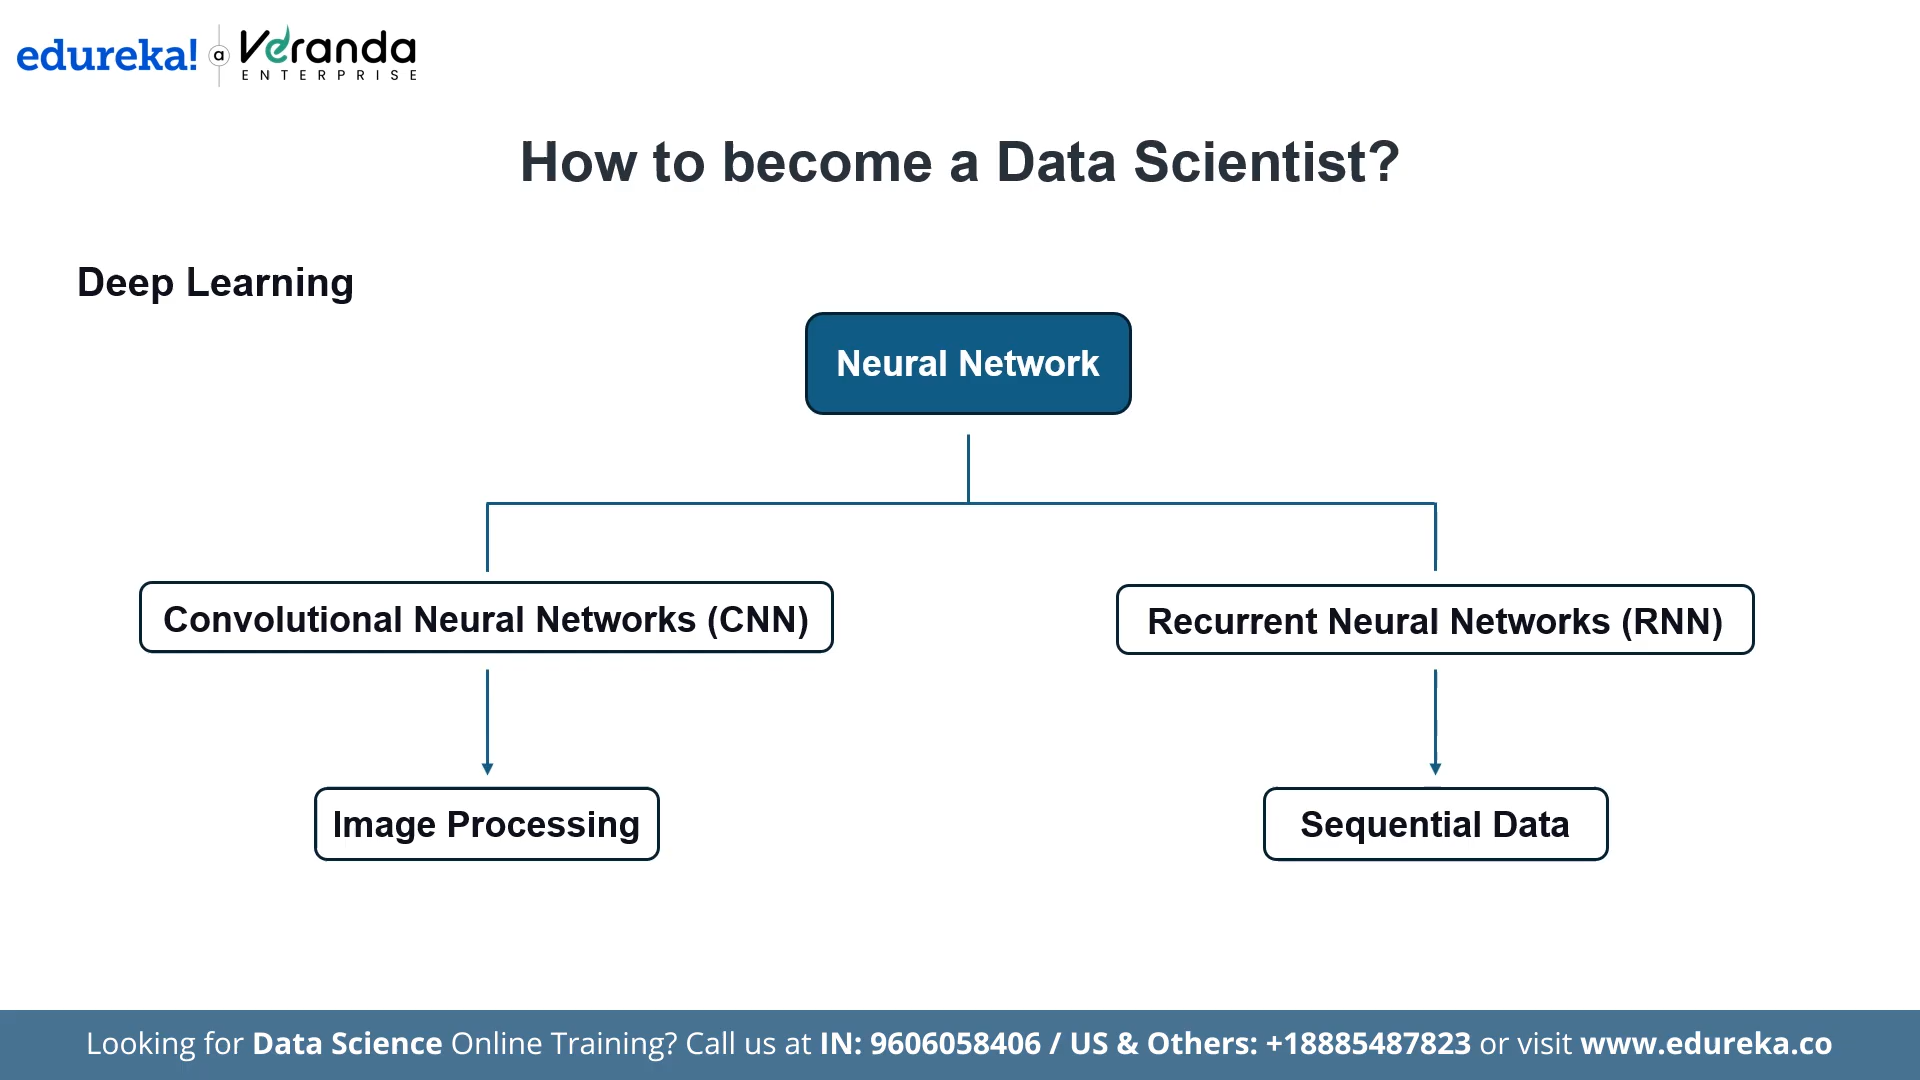 edureka! a Veranda
ENTERPRISE
How to become a Data Scientist?
Deep Learning
Neural Network
Convolutional Neural Networks (CNN)
Recurrent Neural Networks (RNN)
Image Processing
Sequential Data
Looking for Data Science Online Training? Call us at IN: 9606058406 / US & Others: +18885487823 or visit www.edureka.co